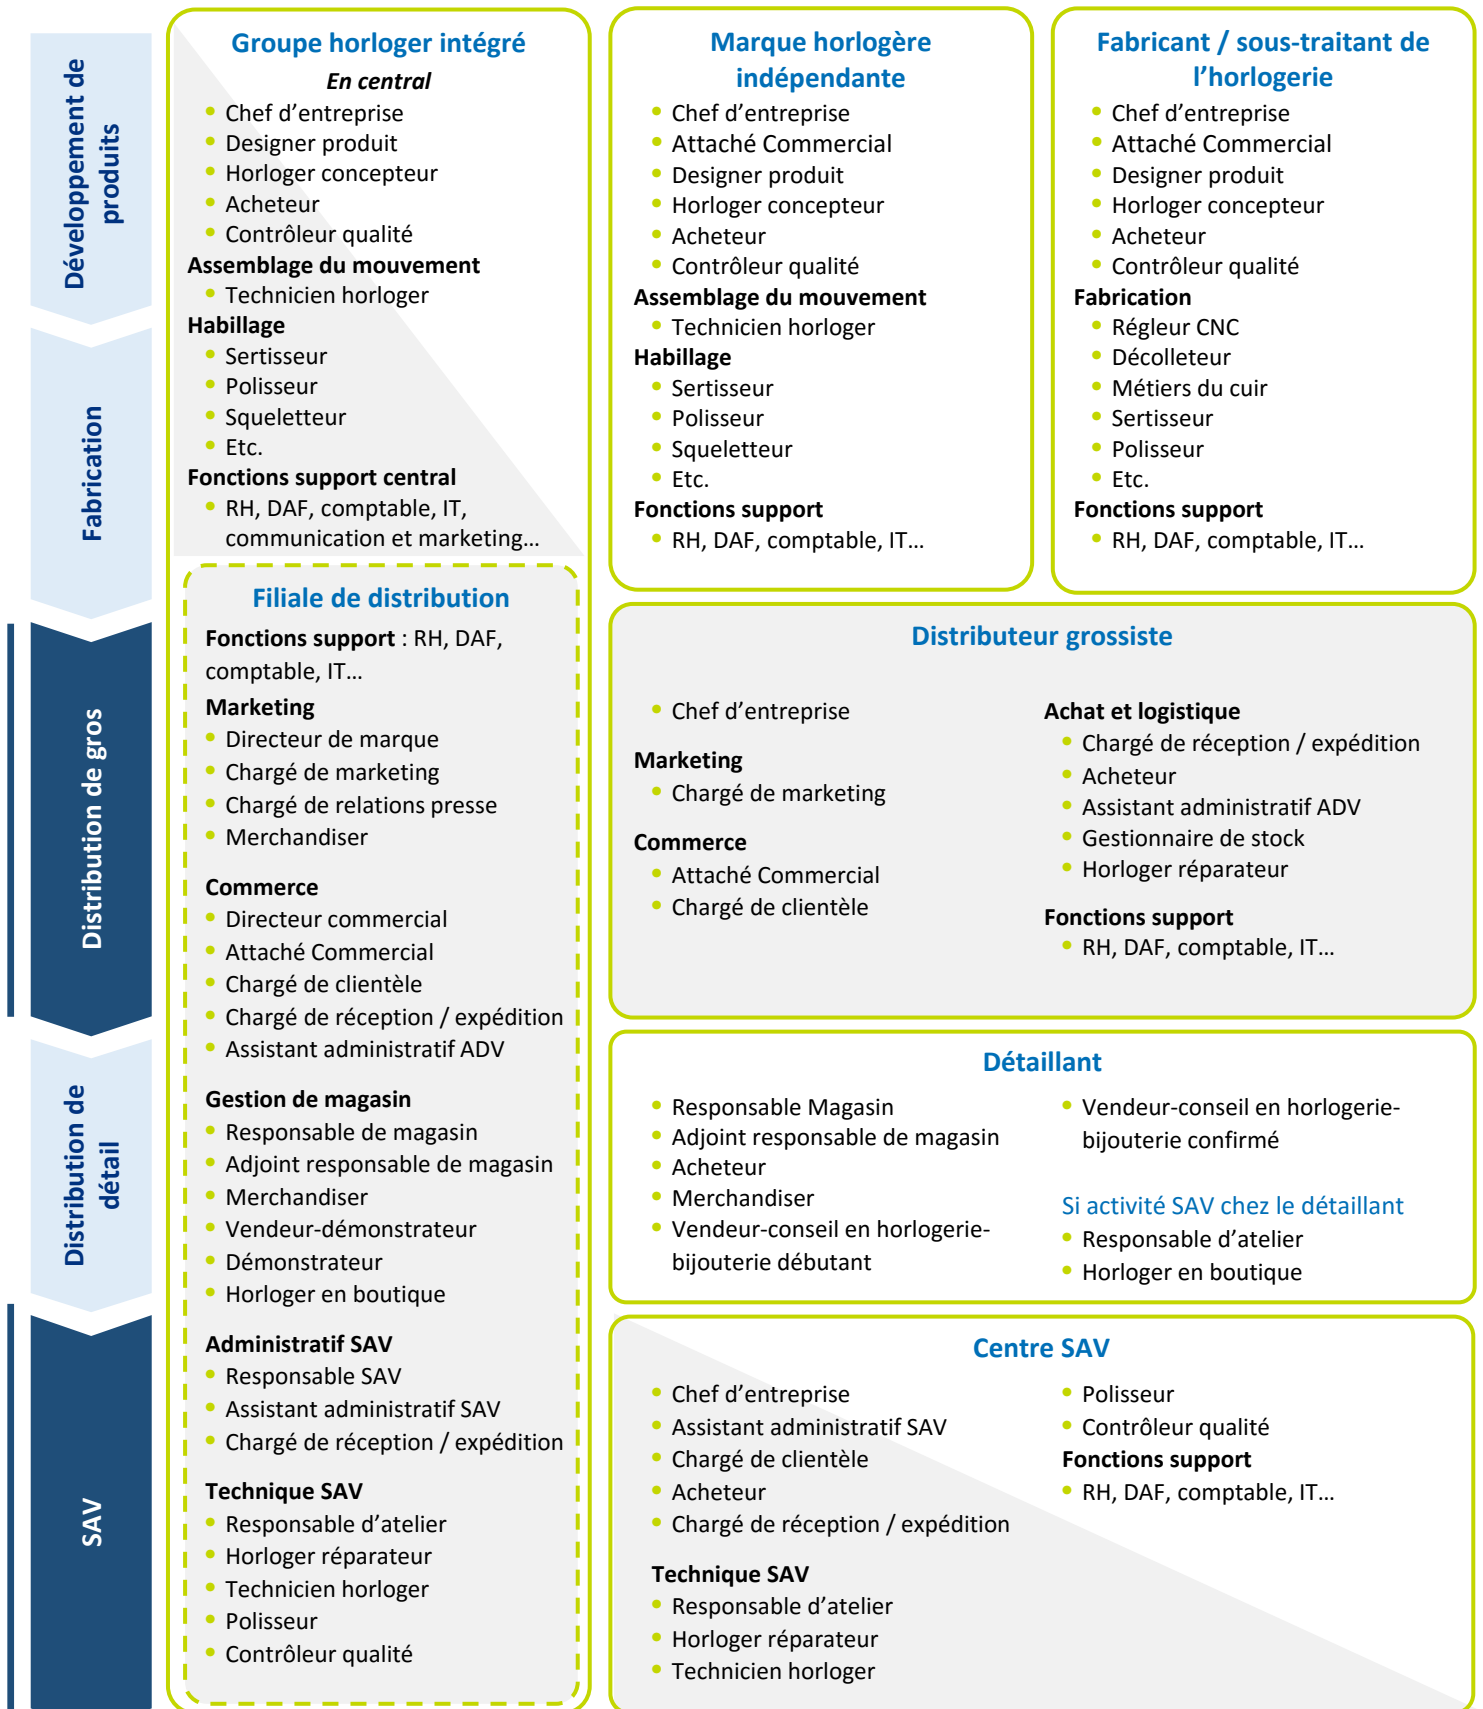 Développement de
produits
Fabrication
Distribution de gros
Distribution de
détail
SAV
Groupe horloger intégré
En central
• Chef d’entreprise
• Designer produit
• Horloger concepteur
• Acheteur
• Contrôleur qualité
Assemblage du mouvement
• Technicien horloger
Habillage
• Sertisseur
• Polisseur
• Squeletteur
• Etc.
Fonctions support central
• RH, DAF, comptable, IT,
communication et marketing…
Filiale de distribution
Fonctions support : RH, DAF,
comptable, IT…
Marketing
• Directeur de marque
• Chargé de marketing
• Chargé de relations presse
• Merchandiser
Commerce
• Directeur commercial
• Attaché Commercial
• Chargé de clientèle
• Chargé de réception / expédition
• Assistant administratif ADV
Gestion de magasin
• Responsable de magasin
• Adjoint responsable de magasin
• Merchandiser
• Vendeur-démonstrateur
• Démonstrateur
• Horloger en boutique
Administratif SAV
• Responsable SAV
• Assistant administratif SAV
• Chargé de réception / expédition
Technique SAV
• Responsable d’atelier
• Horloger réparateur
• Technicien horloger
• Polisseur
• Contrôleur qualité
Marque horlogère
indépendante
• Chef d’entreprise
• Attaché Commercial
• Designer produit
• Horloger concepteur
• Acheteur
• Contrôleur qualité
Assemblage du mouvement
• Technicien horloger
Habillage
• Sertisseur
• Polisseur
• Squeletteur
• Etc.
Fonctions support
• RH, DAF, comptable, IT…
Fabricant / sous-traitant de
l’horlogerie
• Chef d’entreprise
• Attaché Commercial
• Designer produit
• Horloger concepteur
• Acheteur
• Contrôleur qualité
Fabrication
• Régleur CNC
• Décolleteur
• Métiers du cuir
• Sertisseur
• Polisseur
• Etc.
Fonctions support
• RH, DAF, comptable, IT…
Distributeur grossiste
• Chef d’entreprise
Marketing
• Chargé de marketing
Commerce
• Attaché Commercial
• Chargé de clientèle
Achat et logistique
• Chargé de réception / expédition
• Acheteur
• Assistant administratif ADV
• Gestionnaire de stock
• Horloger réparateur
Fonctions support
• RH, DAF, comptable, IT…
Détaillant
• Responsable Magasin
• Adjoint responsable de magasin
• Acheteur
• Merchandiser
• Vendeur-conseil en horlogerie-
bijouterie débutant
• Vendeur-conseil en horlogerie-
bijouterie confirmé
Si activité SAV chez le détaillant
• Responsable d’atelier
• Horloger en boutique
Centre SAV
• Chef d’entreprise
• Assistant administratif SAV
• Chargé de clientèle
• Acheteur
• Chargé de réception / expédition
Technique SAV
• Responsable d’atelier
• Horloger réparateur
• Technicien horloger
• Polisseur
• Contrôleur qualité
Fonctions support
• RH, DAF, comptable, IT…